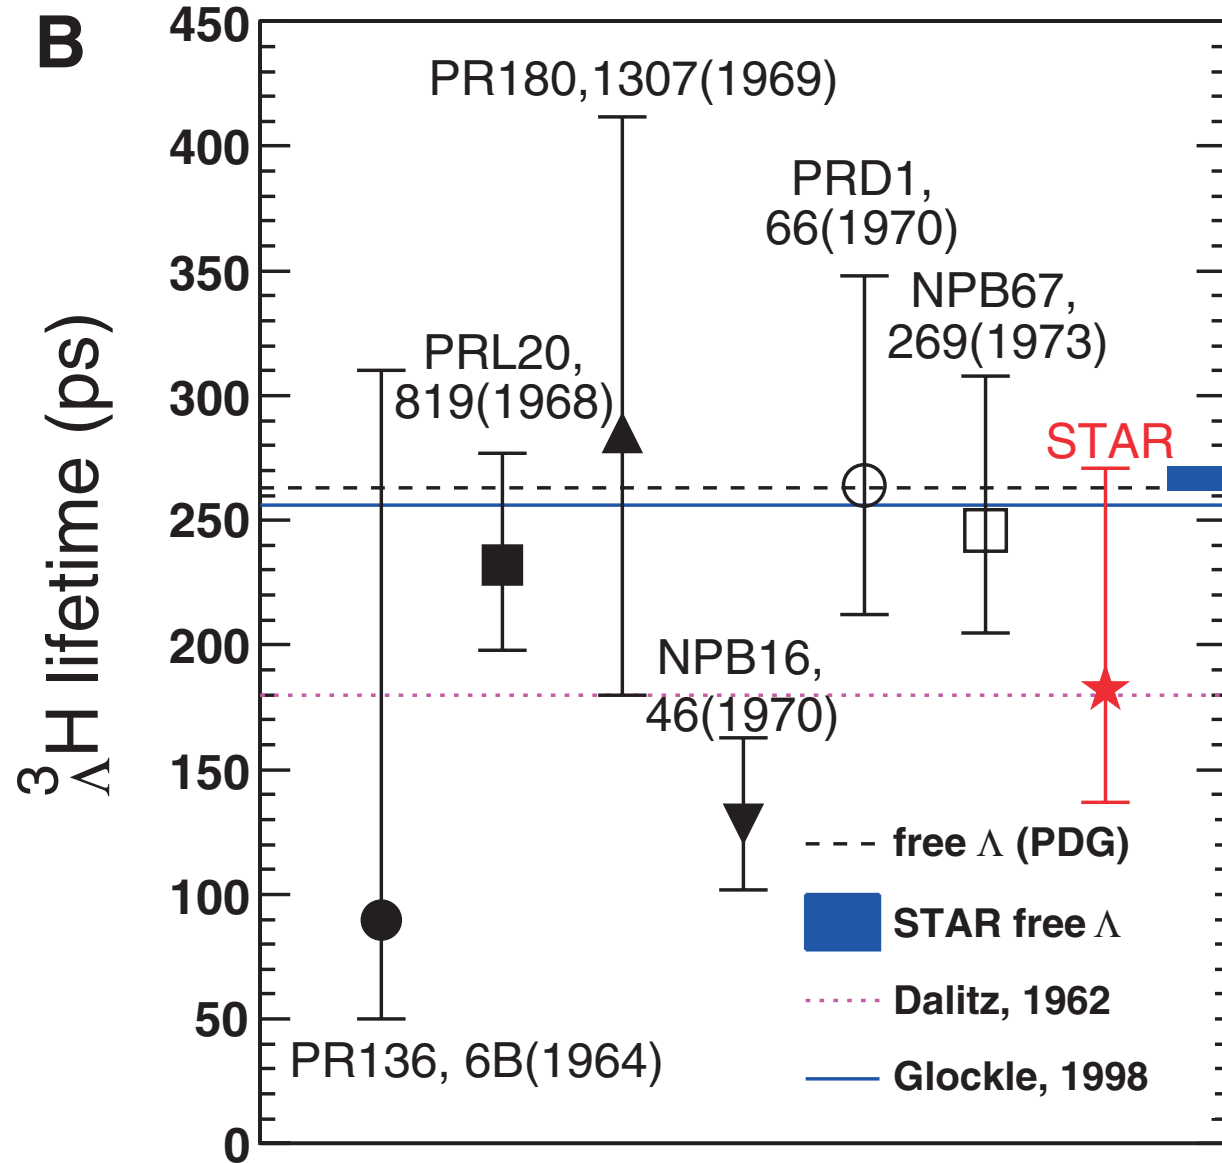 B
450
400
350
300
250
200
150
100
50
0
³ΛH lifetime (ps)
PR180,1307(1969)
PRD1,
66(1970)
NPB67,
269(1973)
PRL20,
819(1968)
STAR
NPB16,
46(1970)
PR136, 6B(1964)
free Λ (PDG)
STAR free Λ
Dalitz, 1962
Glockle, 1998